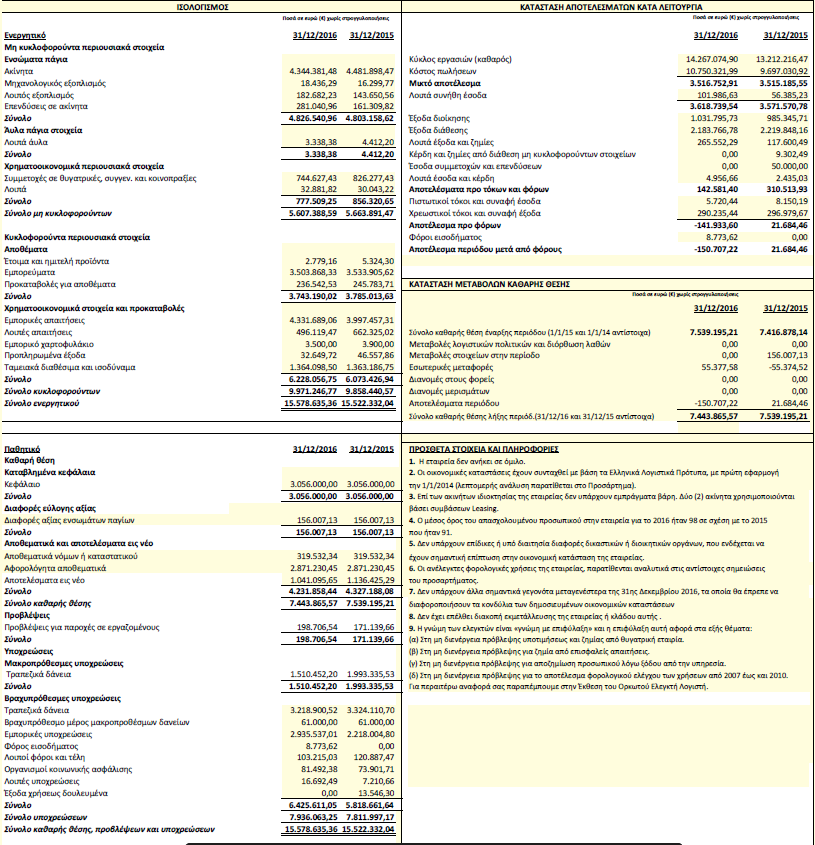 ΙΣΟΛΟΓΙΣΜΟΣ
Ποσά σε ευρώ (€) χωρίς στρογγυλοποιήσεις
Ενεργητικό 31/12/2016 31/12/2015
Μη κυκλοφορούντα περιουσιακά στοιχεία
Ενσώματα πάγια
Ακίνητα 4.344.381,48 4.481.898,47
Μηχανολογικός εξοπλισμός 18.436,29 16.299,77
Λοιπός εξοπλισμός 182.682,23 143.650,56
Επενδύσεις σε ακίνητα 281.040,96 161.309,82
Σύνολο 4.826.540,96 4.803.158,62
Άυλα πάγια στοιχεία
Λοιπά άυλα 3.338,38 4.412,20
Σύνολο 3.338,38 4.412,20
Χρηματοοικονομικά περιουσιακά στοιχεία
Συμμετοχές σε θυγατρικές, συγγεν. και κοινοπραξίες 744.627,43 826.277,43
Λοιπά 32.881,82 30.043,22
Σύνολο 777.509,25 856.320,65
Σύνολο μη κυκλοφορούντων 5.607.388,59 5.663.891,47
Κυκλοφορούντα περιουσιακά στοιχεία
Αποθέματα
Έτοιμα και ημιτελή προϊόντα 2.779,16 5.324,30
Εμπορεύματα 3.503.868,33 3.533.905,62
Προκαταβολές για αποθέματα 236.542,53 245.783,71
Σύνολο 3.743.190,02 3.785.013,63
Χρηματοοικονομικά στοιχεία και προκαταβολές
Εμπορικές απαιτήσεις 4.331.689,06 3.997.457,31
Λοιπές απαιτήσεις 496.119,47 662.325,02
Εμπορικό χαρτοφυλάκιο 3.500,00 3.900,00
Προπληρωμένα έξοδα 32.649,72 46.557,86
Ταμειακά διαθέσιμα και ισοδύναμα 1.364.098,50 1.363.186,75
Σύνολο 6.228.056,75 6.073.426,94
Σύνολο κυκλοφορούντων 9.971.246,77 9.858.440,57
Σύνολο ενεργητικού 15.578.635,36 15.522.332,04
Παθητικό 31/12/2016 31/12/2015
Καθαρή θέση
Καταβλημένα κεφάλαια
Κεφάλαιο 3.056.000,00 3.056.000,00
Σύνολο 3.056.000,00 3.056.000,00
Διαφορές εύλογης αξίας
Διαφορές αξίας ενσωμάτων παγίων 156.007,13 156.007,13
Σύνολο 156.007,13 156.007,13
Αποθεματικά και αποτελέσματα εις νέο
Αποθεματικά νόμων ή καταστατικού 319.532,34 319.532,34
Αφορολόγητα αποθεματικά 2.871.230,45 2.871.230,45
Αποτελέσματα εις νέο 1.041.095,65 1.136.425,29
Σύνολο 4.231.858,44 4.327.188,08
Σύνολο καθαρής θέσης 7.443.865,57 7.539.195,21
Προβλέψεις
Προβλέψεις για παροχές σε εργαζομένους 198.706,54 171.139,66
Σύνολο 198.706,54 171.139,66
Υποχρεώσεις
Μακροπρόθεσμες υποχρεώσεις
Τραπεζικά δάνεια 1.510.452,20 1.993.335,53
Σύνολο 1.510.452,20 1.993.335,53
Βραχυπρόθεσμες υποχρεώσεις
Τραπεζικά δάνεια 3.218.900,52 3.324.110,70
Βραχυπρόθεσμο μέρος μακροπροθέσμων δανείων 61.000,00 61.000,00
Εμπορικές υποχρεώσεις 2.935.537,01 2.218.004,80
Φόρος εισοδήματος 8.773,62 0,00
Λοιποί φόροι και τέλη 103.215,03 120.887,47
Οργανισμοί κοινωνικής ασφάλισης 81.492,38 73.901,71
Λοιπές υποχρεώσεις 16.692,49 7.210,66
Έξοδα χρήσεως δουλευμένα 0,00 13.546,30
Σύνολο 6.425.611,05 5.818.661,64
Σύνολο υποχρεώσεων 7.936.063,25 7.811.997,17
Σύνολο καθαρής θέσης, προβλέψεων και υποχρεώσεων 15.578.635,36 15.522.332,04
ΚΑΤΑΣΤΑΣΗ ΑΠΟΤΕΛΕΣΜΑΤΩΝ ΚΑΤΑ ΛΕΙΤΟΥΡΓΙΑ
Ποσά σε ευρώ (€) χωρίς στρογγυλοποιήσεις
31/12/2016 31/12/2015
Κύκλος εργασιών (καθαρός) 14.267.074,90 13.212.216,47
Κόστος πωλήσεων 10.750.321,99 9.697.030,92
Μικτό αποτέλεσμα 3.516.752,91 3.515.185,55
Λοιπά συνήθη έσοδα 101.986,63 56.385,23
3.618.739,54 3.571.570,78
Έξοδα διοίκησης 1.031.795,73 985.345,71
Έξοδα διάθεσης 2.183.766,78 2.219.848,16
Λοιπά έξοδα και ζημίες 265.552,29 117.600,49
Κέρδη και ζημίες από διάθεση μη κυκλοφορούντων στοιχείων 0,00 9.302,49
Έσοδα συμμετοχών και επενδύσεων 0,00 50.000,00
Λοιπά έσοδα και κέρδη 4.956,66 2.435,03
Αποτελέσματα προ τόκων και φόρων 142.581,40 310.513,93
Πιστωτικοί τόκοι και συναφή έσοδα 5.720,44 8.150,19
Χρεωστικοί τόκοι και συναφή έξοδα 290.235,44 296.979,67
Αποτέλεσμα προ φόρων -141.933,60 21.684,46
Φόροι εισοδήματος 8.773,62 0,00
Αποτέλεσμα περιόδου μετά από φόρους -150.707,22 21.684,46
ΚΑΤΑΣΤΑΣΗ ΜΕΤΑΒΟΛΩΝ ΚΑΘΑΡΗΣ ΘΕΣΗΣ
Ποσά σε ευρώ (€) χωρίς στρογγυλοποιήσεις
31/12/2016 31/12/2015
Σύνολο καθαρής θέση έναρξης περιόδου (1/1/15 και 1/1/14 αντίστοιχα) 7.539.195,21 7.416.878,14
Μεταβολές λογιστικών πολιτικών και διόρθωση λαθών 0,00 0,00
Μεταβολές στοιχείων στην περίοδο 0,00 156.007,13
Εσωτερικές μεταφορές 55.377,58 -55.374,52
Διανομές στους φορείς 0,00 0,00
Διανομές μερισμάτων 0,00 0,00
Αποτελέσματα περιόδου -150.707,22 21.684,46
Σύνολο καθαρής θέσης λήξης περιόδ.(31/12/16 και 31/12/15 αντίστοιχα) 7.443.865,57 7.539.195,21
ΠΡΟΣΘΕΤΑ ΣΤΟΙΧΕΙΑ ΚΑΙ ΠΛΗΡΟΦΟΡΙΕΣ
1. Η εταιρεία δεν ανήκει σε όμιλο.
2. Οι οικονομικές καταστάσεις έχουν συνταχθεί με βάση τα Ελληνικά Λογιστικά Πρότυπα, με πρώτη εφαρμογή
την 1/1/2014 (λεπτομερής ανάλυση παρατίθεται στο Προσάρτημα).
3. Επί των ακινήτων ιδιοκτησίας της εταιρείας δεν υπάρχουν εμπράγματα βάρη. Δύο (2) ακίνητα χρησιμοποιούνται
βάσει συμβάσεων Leasing.
4. Ο μέσος όρος του απασχολουμένου προσωπικού στην εταιρεία για το 2016 ήταν 98 σε σχέση με το 2015
που ήταν 91.
5. Δεν υπάρχουν επίδικες ή υπό διαιτησία διαφορές δικαστικών ή διοικητικών οργάνων, που ενδέχεται να
έχουν σημαντική επίπτωση στην οικονομική κατάσταση της εταιρείας.
6. Οι ανέλεγκτες φορολογικές χρήσεις της εταιρείας, παρατίθενται αναλυτικά στις αντίστοιχες σημειώσεις
του προσαρτήματος.
7. Δεν υπάρχουν άλλα σημαντικά γεγονότα μεταγενέστερα της 31ης Δεκεμβρίου 2016, τα οποία θα έπρεπε να
διαφοροποιήσουν τα κονδύλια των δημοσιευμένων οικονομικών καταστάσεων
8. Δεν έχει επέλθει διακοπή εκμετάλλευσης της εταιρείας ή κλάδου αυτής .
9. Η γνώμη των ελεγκτών είναι «γνώμη με επιφύλαξη» και η επιφύλαξη αυτή αφορά στα εξής θέματα:
(α) Στη μη διενέργεια πρόβλεψης υποτιμήσεως και ζημίας από θυγατρική εταιρία.
(β) Στη μη διενέργεια πρόβλεψης για ζημία από επισφαλείς απαιτήσεις.
(γ) Στη μη διενέργεια πρόβλεψης για αποζημίωση προσωπικού λόγω εξόδου από την υπηρεσία.
(δ) Στη μη διενέργεια πρόβλεψης για το αποτέλεσμα φορολογικού ελέγχου των χρήσεων από 2007 έως και 2010.
Για περαιτέρω αναφορά σας παραπέμπουμε στην Έκθεση του Ορκωτού Ελεγκτή Λογιστή.